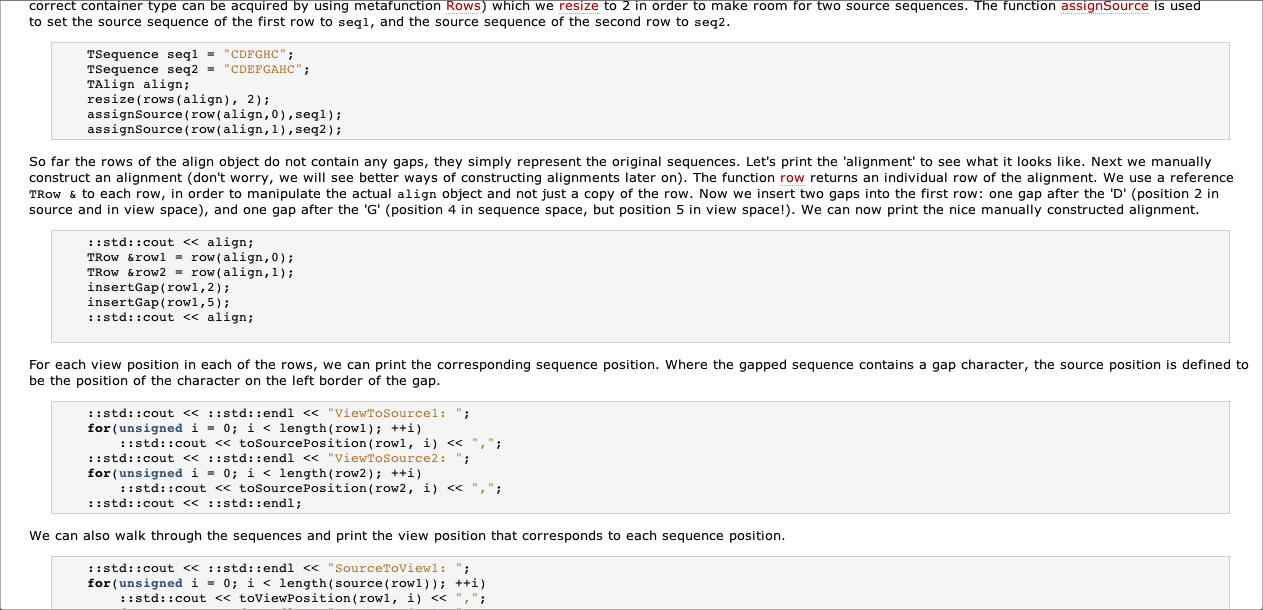 correct container type can be acquired by using metafunction Rows) which we resize to 2 in order to make room for two source sequences. The function assignSource is used
to set the source sequence of the first row to seq1, and the source sequence of the second row to seq2.
TSequence seq1 = "CDFGHC";
TSequence seq2 = "CDEFGAHC";
TAlign align;
resize(rows(align), 2);
assignSource(row(align,0),seq1);
assignSource(row(align,1),seq2);
So far the rows of the align object do not contain any gaps, they simply represent the original sequences. Let's print the 'alignment' to see what it looks like. Next we manually
construct an alignment (don't worry, we will see better ways of constructing alignments later on). The function row returns an individual row of the alignment. We use a reference
TRow & to each row, in order to manipulate the actual align object and not just a copy of the row. Now we insert two gaps into the first row: one gap after the 'D' (position 2 in
source and in view space), and one gap after the 'G' (position 4 in sequence space, but position 5 in view space!). We can now print the nice manually constructed alignment.
::std::cout << align;
TRow &row1 = row(align,0);
TRow &row2 = row(align,1);
insertGap(row1,2);
insertGap(row1,5);
::std::cout << align;
For each view position in each of the rows, we can print the corresponding sequence position. Where the gapped sequence contains a gap character, the source position is defined to
be the position of the character on the left border of the gap.
::std::cout << ::std::endl << "ViewToSource1: ";
for(unsigned i = 0; i < length(row1); ++i)
::std::cout << toSourcePosition(row1, i) << ",";
::std::cout << ::std::endl << "ViewToSource2: ";
for(unsigned i = 0; i < length(row2); ++i)
::std::cout << toSourcePosition(row2, i) << ",";
::std::cout << ::std::endl;
We can also walk through the sequences and print the view position that corresponds to each sequence position.
::std::cout << ::std::endl << "SourceToView1: ";
for(unsigned i = 0; i < length(source(row1)); ++i)
::std::cout << toViewPosition(row1, i) << ",";